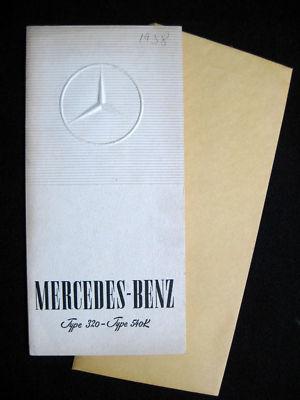 1938
MERCEDES-BENZ
Type 320 - Type 540K